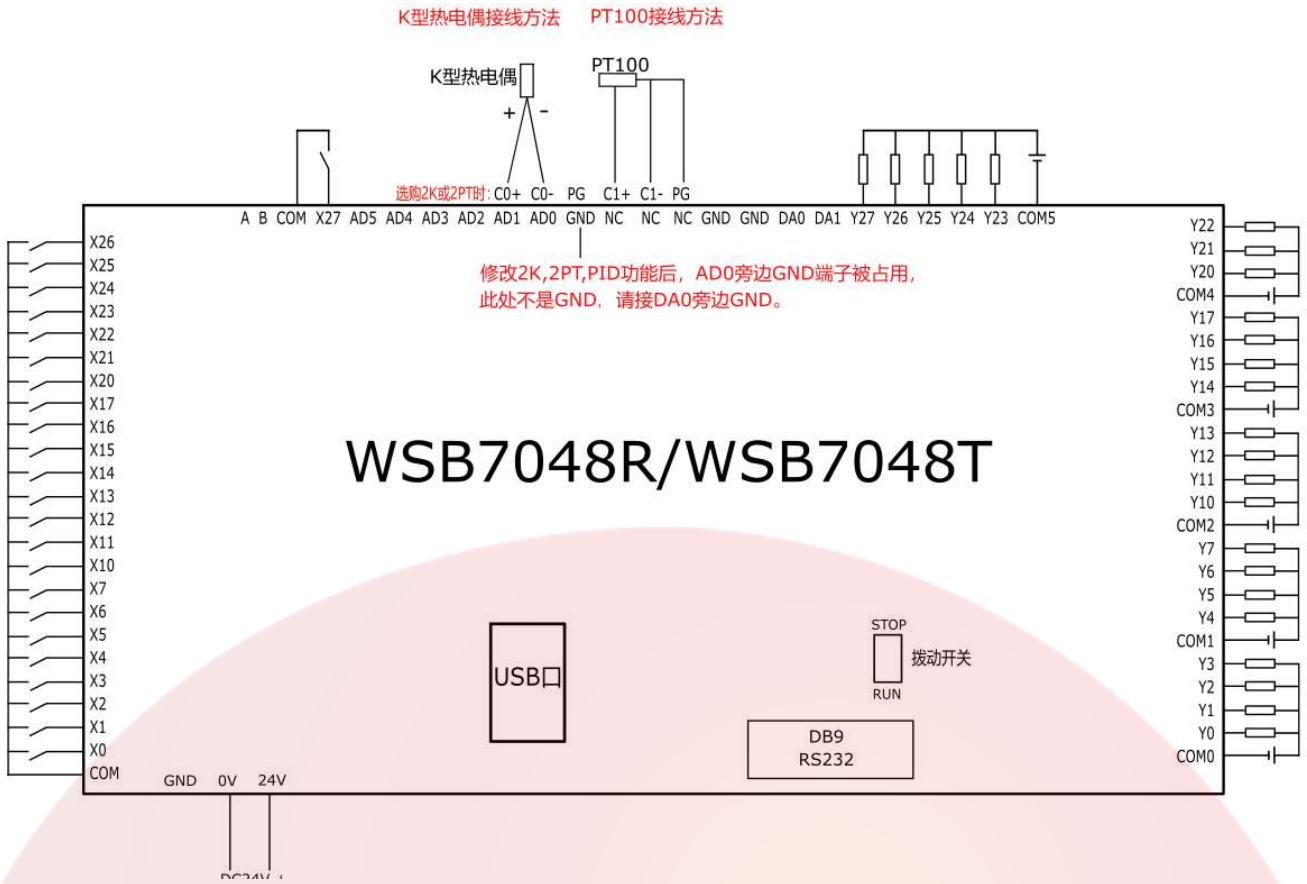 K型热电偶接线方法 PT100接线方法
K型热电偶 PT100
+ -
选购2K或2PT时: C0+ C0- PG C1+ C1- PG
A B COM X27 AD5 AD4 AD3 AD2 AD1 AD0 GND NC NC NC GND GND DA0 DA1 Y27 Y26 Y25 Y24 Y23 COM5
修改2K,2PT,PID功能后，AD0旁边GND端子被占用，
此处不是GND，请接DA0旁边GND。
X26
X25
X24
X23
X22
X21
X20
X17
X16
X15
X14
X13
X12
X11
X10
X7
X6
X5
X4
X3
X2
X1
X0
COM
WSB7048R/WSB7048T
Y22
Y21
Y20
COM4
Y17
Y16
Y15
Y14
COM3
Y13
Y12
Y11
Y10
COM2
Y7
Y6
Y5
Y4
COM1
Y3
Y2
Y1
Y0
COM0
USB口
STOP
拨动开关
RUN
DB9
RS232
GND 0V 24V
DC24V +